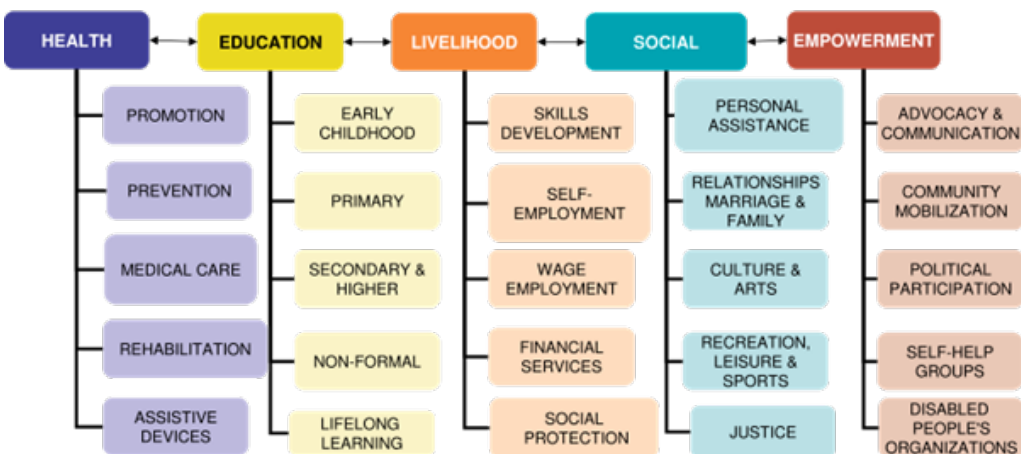 HEALTH
EDUCATION
LIVELIHOOD
SOCIAL
EMPOWERMENT
PROMOTION
PREVENTION
MEDICAL CARE
REHABILITATION
ASSISTIVE
DEVICES
EARLY
CHILDHOOD
PRIMARY
SECONDARY &
HIGHER
NON-FORMAL
LIFELONG
LEARNING
SKILLS
DEVELOPMENT
SELF-
EMPLOYMENT
WAGE
EMPLOYMENT
FINANCIAL
SERVICES
SOCIAL
PROTECTION
PERSONAL
ASSISTANCE
RELATIONSHIPS
MARRIAGE &
FAMILY
CULTURE &
ARTS
RECREATION,
LEISURE &
SPORTS
JUSTICE
ADVOCACY &
COMMUNICATION
COMMUNITY
MOBILIZATION
POLITICAL
PARTICIPATION
SELF-HELP
GROUPS
DISABLED
PEOPLE'S
ORGANIZATIONS